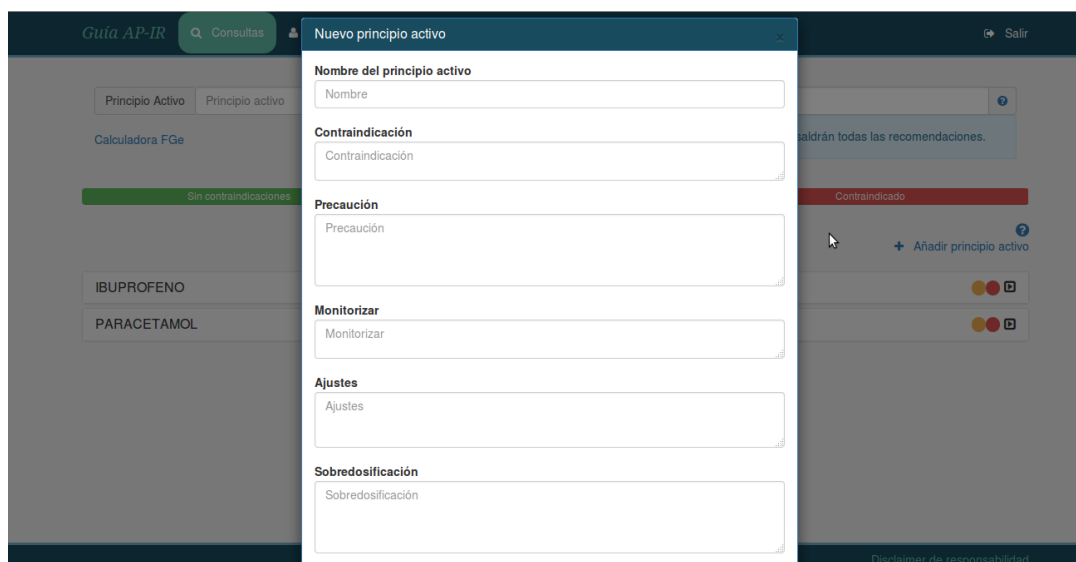 Guía AP-IR
Consultas
Nuevo principio activo
x
Salir
Nombre del principio activo
Nombre
Principio Activo
Principio activo
Contraindicación
Contraindicación
Calculadora FGe
saldrán todas las recomendaciones.
Sin contraindicaciones
Contraindicado
Precaución
Precaución
Añadir principio activo
IBUPROFENO
Monitorizar
Monitorizar
PARACETAMOL
Ajustes
Ajustes
Sobredosificación
Sobredosificación
Disclaimer de responsabilidad